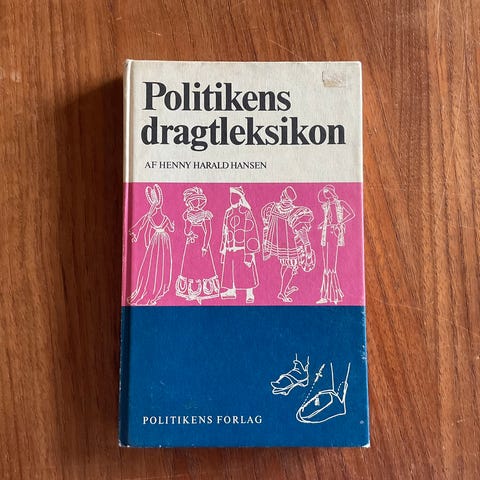 Politikens
dragtleksikon
AF HENNY HARALD HANSEN
POLITIKENS FORLAG